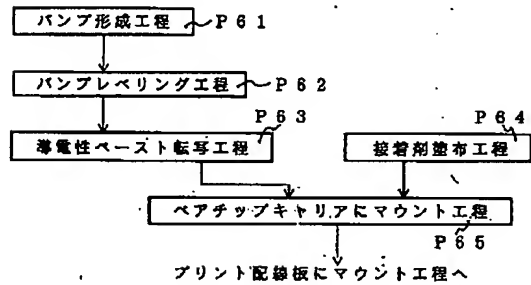 バンプ形成工程 P61
バンプレベリング工程 P62
P63 P64
導電性ペースト転写工程 接着剤塗布工程
ベアチップキャリアにマウント工程
P65
プリント配線板にマウント工程へ